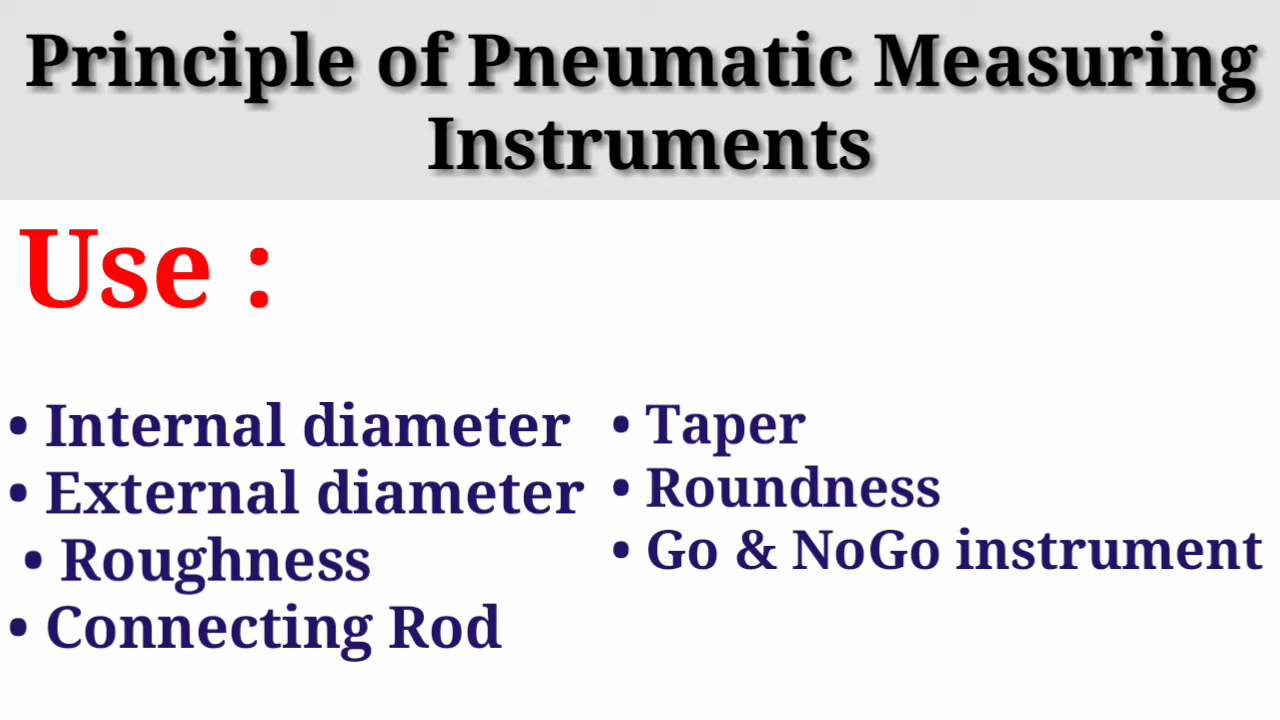 Principle of Pneumatic Measuring
Instruments
Use :
• Internal diameter
• External diameter
• Roughness
• Connecting Rod
• Taper
• Roundness
• Go & NoGo instrument